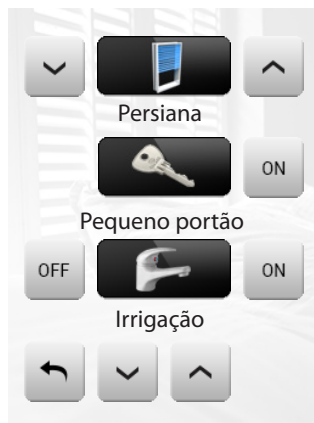 Persiana
ON
Pequeno portão
OFF ON
Irrigação